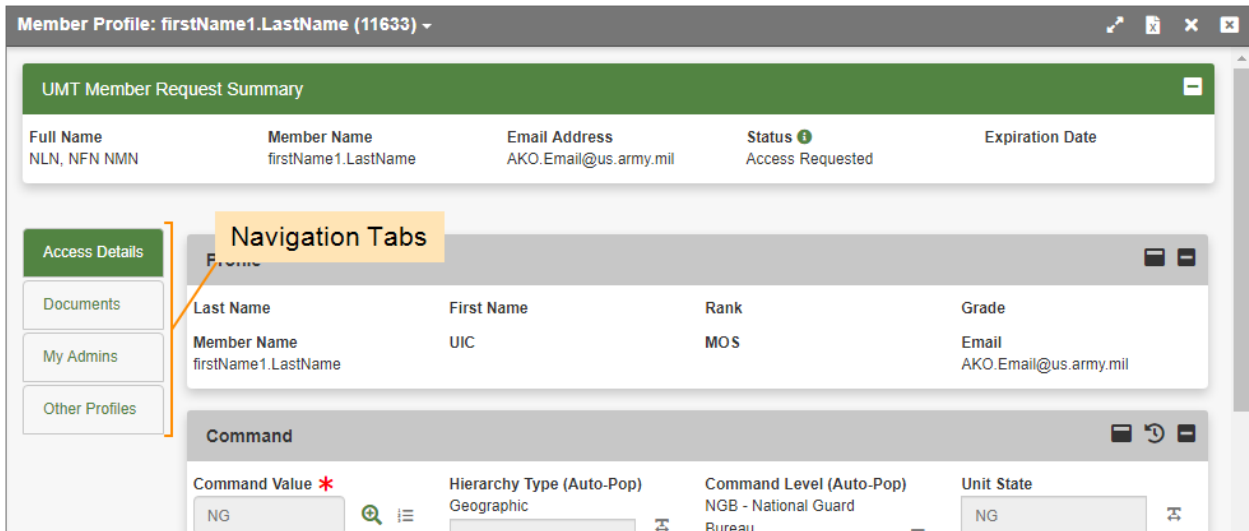 Member Profile: firstName1.LastName (11633)
UMT Member Request Summary
Full Name Member Name Email Address Status Expiration Date
NLN, NFN NMN firstName1.LastName AKO.Email@us.army.mil Access Requested
Navigation Tabs
Access Details
Documents
My Admins
Other Profiles
Profile
Last Name First Name Rank Grade
Member Name UIC MOS Email
firstName1.LastName AKO.Email@us.army.mil
Command
Command Value * Hierarchy Type (Auto-Pop) Command Level (Auto-Pop) Unit State
NG Geographic NGB - National Guard NG
Bureau